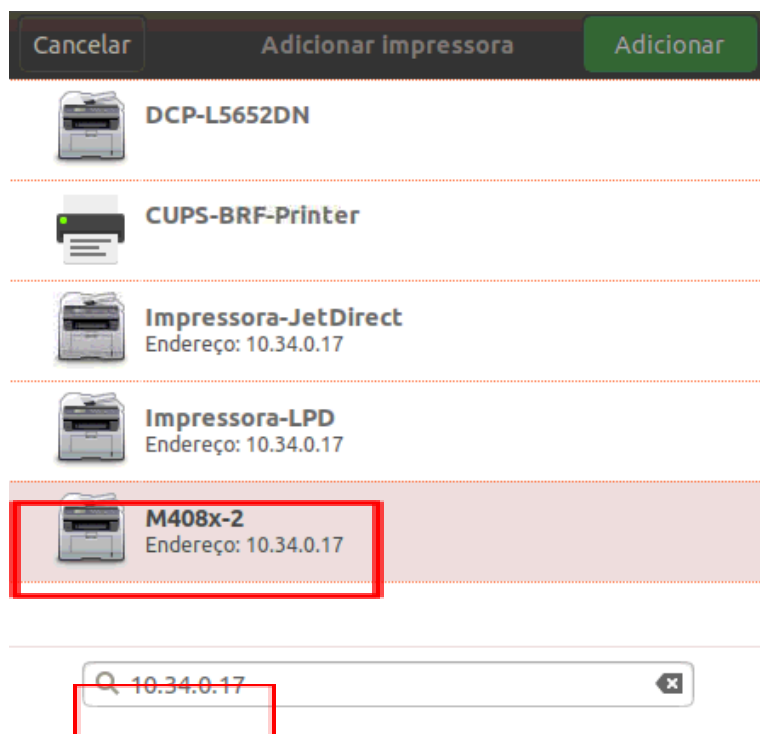 Cancelar Adicionar impressora Adicionar
DCP-L5652DN
CUPS-BRF-Printer
Impressora-JetDirect
Endereço: 10.34.0.17
Impressora-LPD
Endereço: 10.34.0.17
M408x-2
Endereço: 10.34.0.17
10.34.0.17